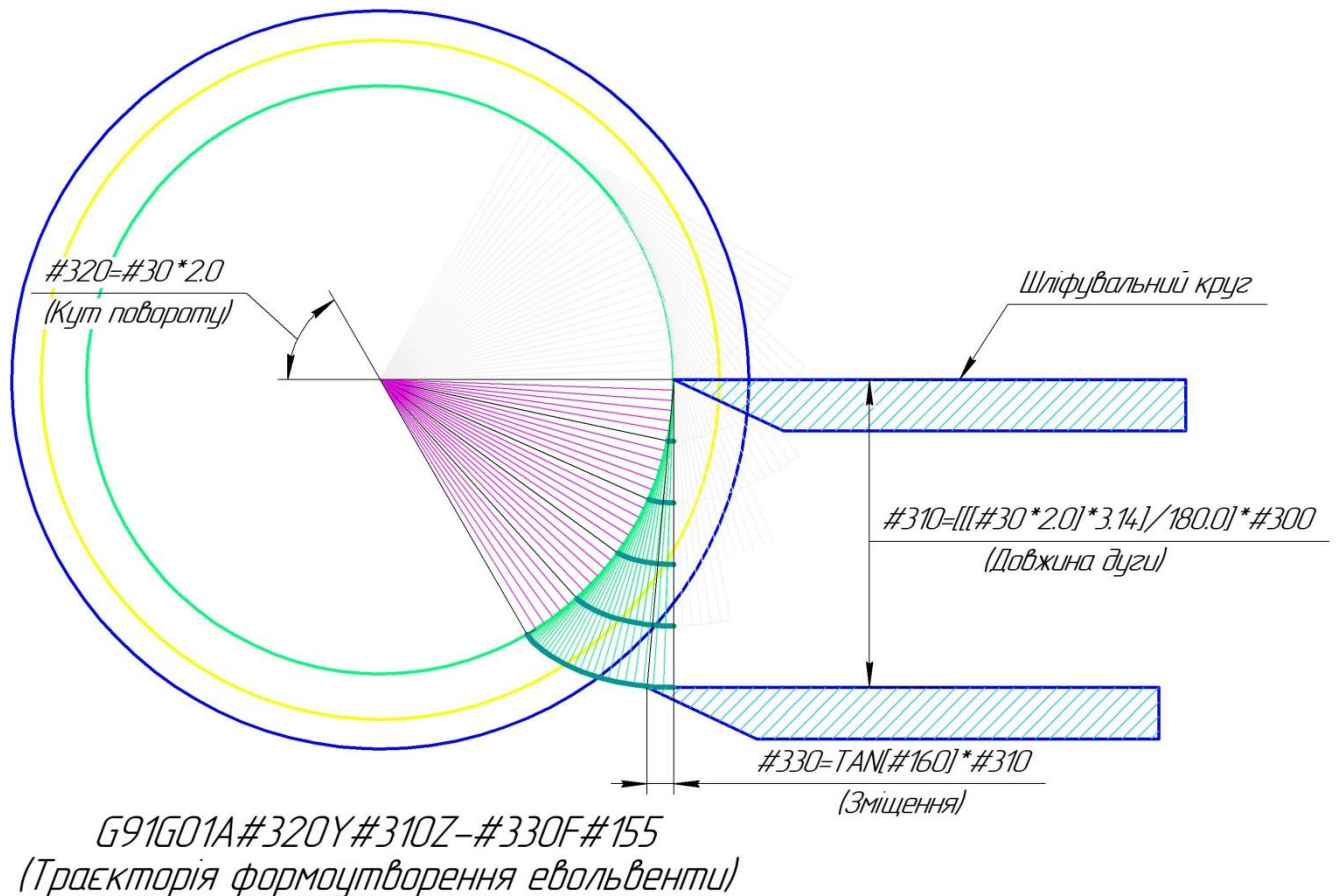 #320=#30*2.0
(Кут повороту)
Шліфувальний круг
#310=[[[#30*2.0]*3.14]/180.0]*#300
(Довжина дуги)
#330=TAN[#160]*#310
(Зміщення)
G91G01A#320Y#310Z-#330F#155
(Траєкторія формоутворення евольвенти)